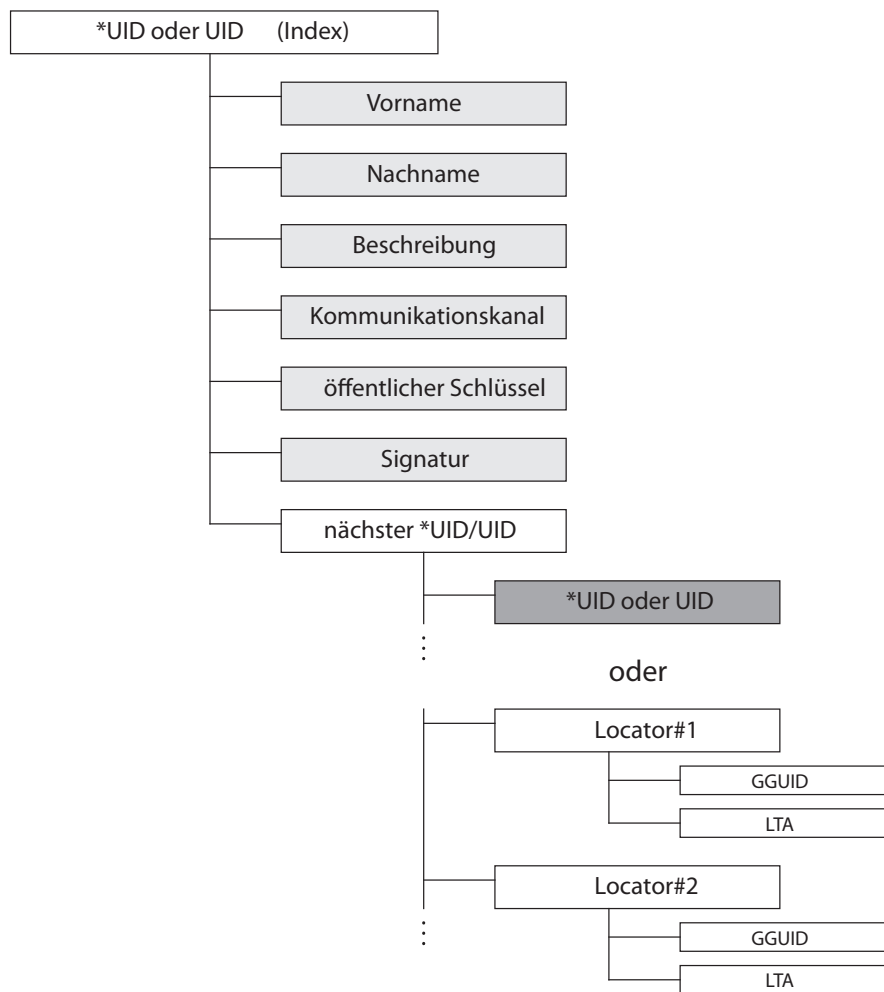 *UID oder UID (Index)
Vorname
Nachname
Beschreibung
Kommunikationskanal
öffentlicher Schlüssel
Signatur
nächster *UID/UID
*UID oder UID
oder
Locator#1
GGUID
LTA
Locator#2
GGUID
LTA